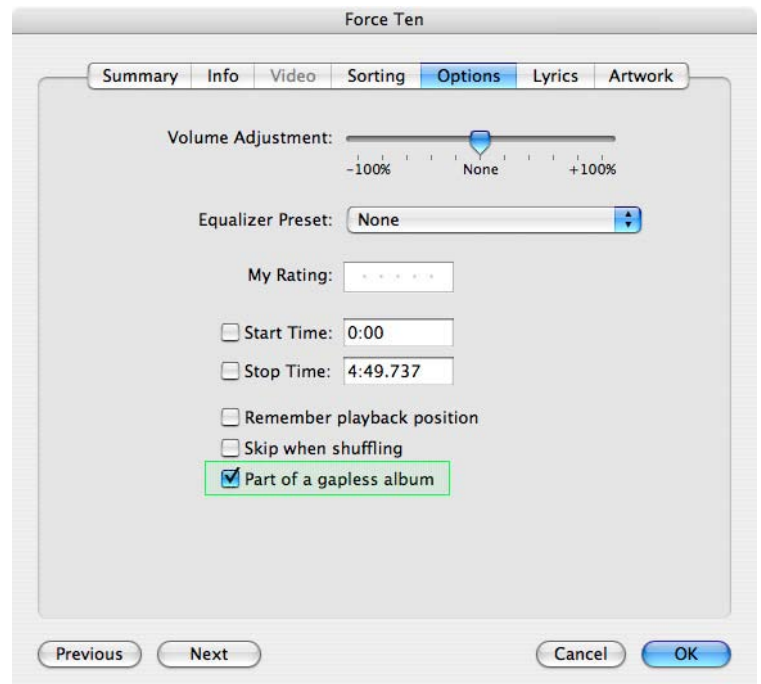 Force Ten
Summary Info Video Sorting Options Lyrics Artwork
Volume Adjustment:
-100% None +100%
Equalizer Preset: None
My Rating:
Start Time: 0:00
Stop Time: 4:49.737
Remember playback position
Skip when shuffling
Part of a gapless album
Previous Next Cancel OK